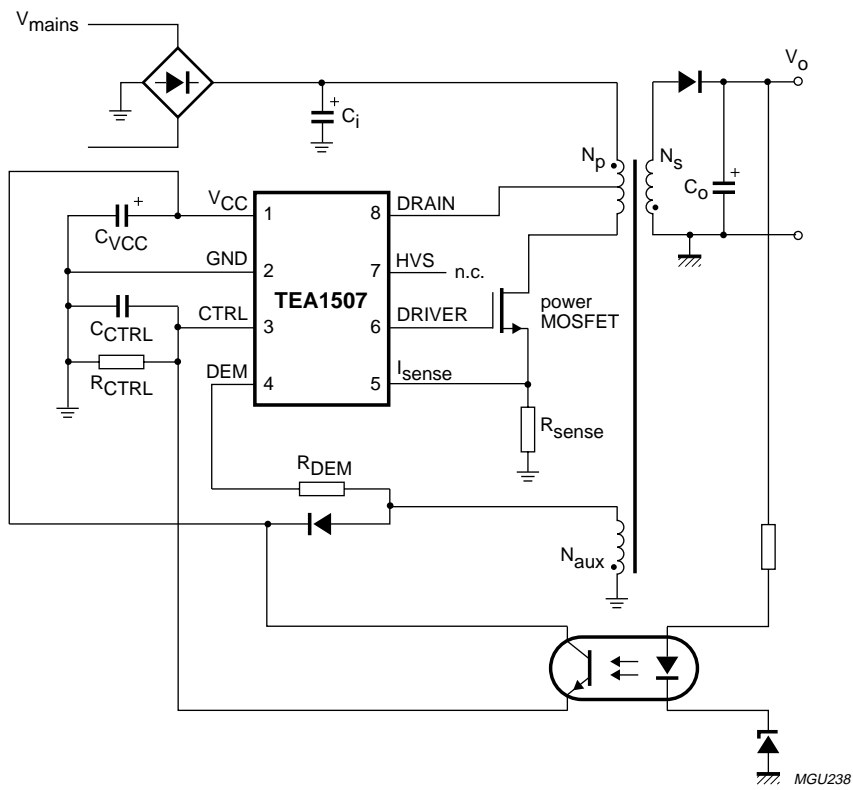 Vmains
Vo
Ci
Np
Ns
Co
VCC
1
8
DRAIN
CVCC
GND
2
7
HVS
n.c.
TEA1507
power
MOSFET
CTRL
3
6
DRIVER
CCTRL
DEM
4
5
Isense
RCTRL
Rsense
RDEM
Naux
MGU238
+
+
+